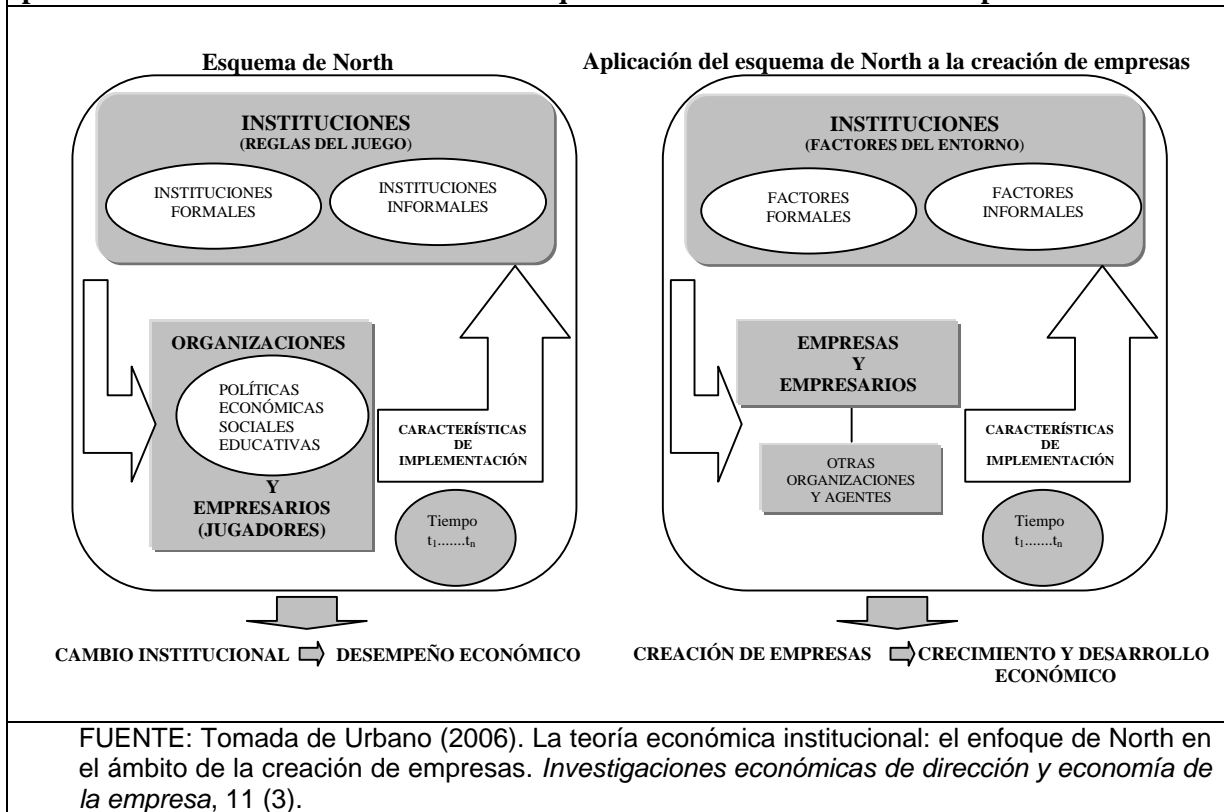 Esquema de North
Aplicación del esquema de North a la creación de empresas
INSTITUCIONES
(REGLAS DEL JUEGO)
INSTITUCIONES
FORMALES
INSTITUCIONES
INFORMALES
ORGANIZACIONES
POLÍTICAS
ECONÓMICAS
SOCIALES
EDUCATIVAS
Y
EMPRESARIOS
(JUGADORES)
CARACTERÍSTICAS
DE
IMPLEMENTACIÓN
Tiempo
t1.......tn
CAMBIO INSTITUCIONAL
DESEMPEÑO ECONÓMICO
INSTITUCIONES
(FACTORES DEL ENTORNO)
FACTORES
FORMALES
FACTORES
INFORMALES
EMPRESAS
Y
EMPRESARIOS
OTRAS
ORGANIZACIONES
Y AGENTES
CARACTERÍSTICAS
DE
IMPLEMENTACIÓN
Tiempo
t1.......tn
CREACIÓN DE EMPRESAS
CRECIMIENTO Y DESARROLLO
ECONÓMICO
FUENTE: Tomada de Urbano (2006). La teoría económica institucional: el enfoque de North en
el ámbito de la creación de empresas. Investigaciones económicas de dirección y economía de
la empresa, 11 (3).